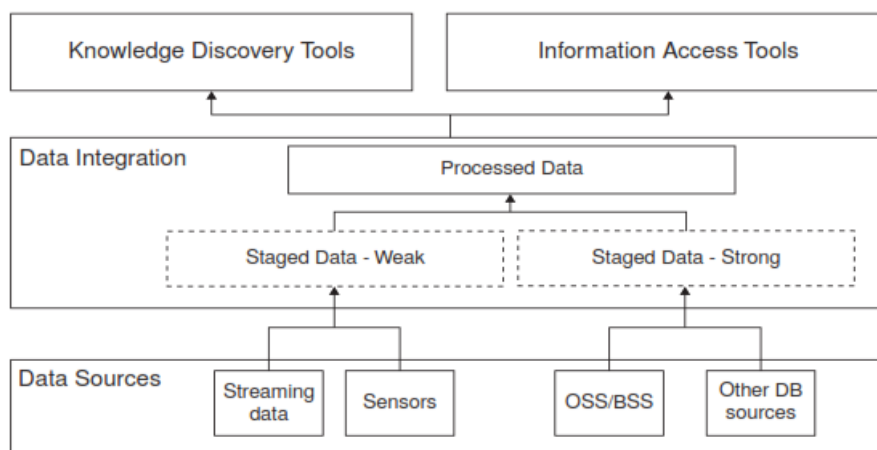 Knowledge Discovery Tools
Information Access Tools
Data Integration
Processed Data
Staged Data - Weak
Staged Data - Strong
Data Sources
Streaming
data
Sensors
OSS/BSS
Other DB
sources